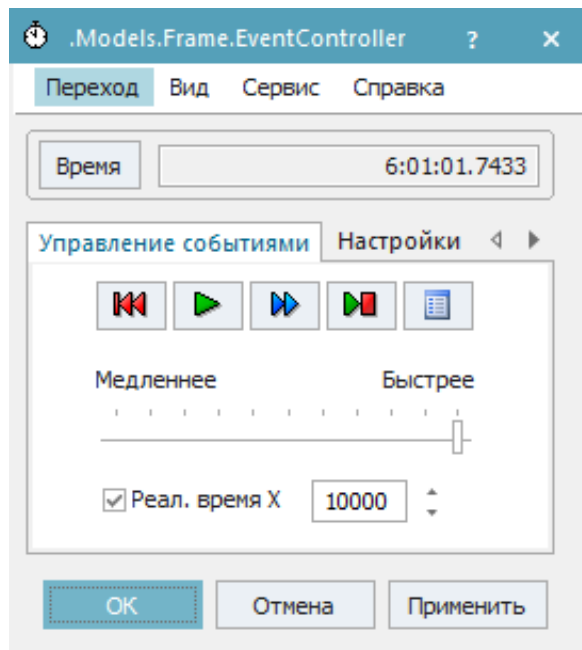 .Models.Frame.EventController ? ×
Переход Вид Сервис Справка
Время 6:01:01.7433
Управление событиями Настройки
Медленнее Быстрее
Реал. время X 10000
OK Отмена Применить